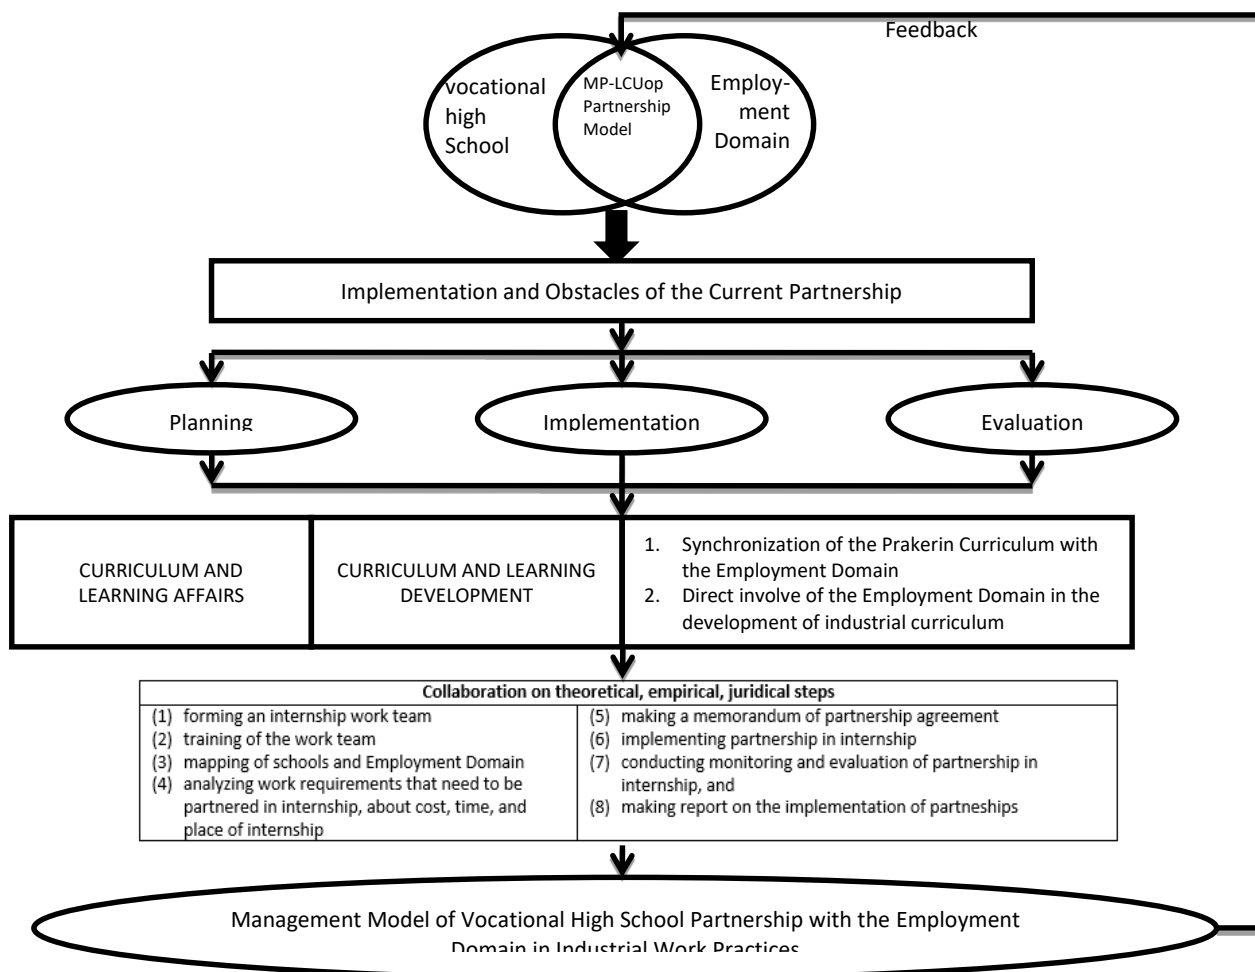 Feedback
vocational
high
School
MP-LCUop
Partnership
Model
Employ-
ment
Domain
Implementation and Obstacles of the Current Partnership
Planning
Implementation
Evaluation
CURRICULUM AND
LEARNING AFFAIRS
CURRICULUM AND LEARNING
DEVELOPMENT
1. Synchronization of the Prakerin Curriculum with
the Employment Domain
2. Direct involve of the Employment Domain in the
development of industrial curriculum
Collaboration on theoretical, empirical, juridical steps
(1) forming an internship work team
(2) training of the work team
(3) mapping of schools and Employment Domain
(4) analyzing work requirements that need to be
partnered in internship, about cost, time, and
place of internship
(5) making a memorandum of partnership agreement
(6) implementing partnership in internship
(7) conducting monitoring and evaluation of partnership in
internship, and
(8) making report on the implementation of partneships
Management Model of Vocational High School Partnership with the Employment
Domain in Industrial Work Practices